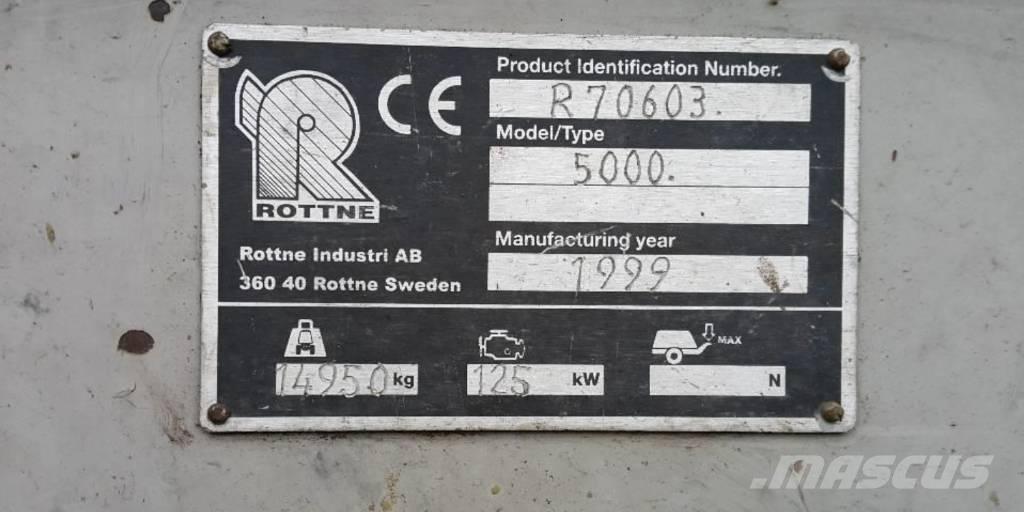 ROTTNE
CE
Rottne Industri AB
360 40 Rottne Sweden
Product Identification Number.
R70603.
Model/Type
5000.
Manufacturing year
1999
14950 kg
125 kW
MAX
N
MASCUS